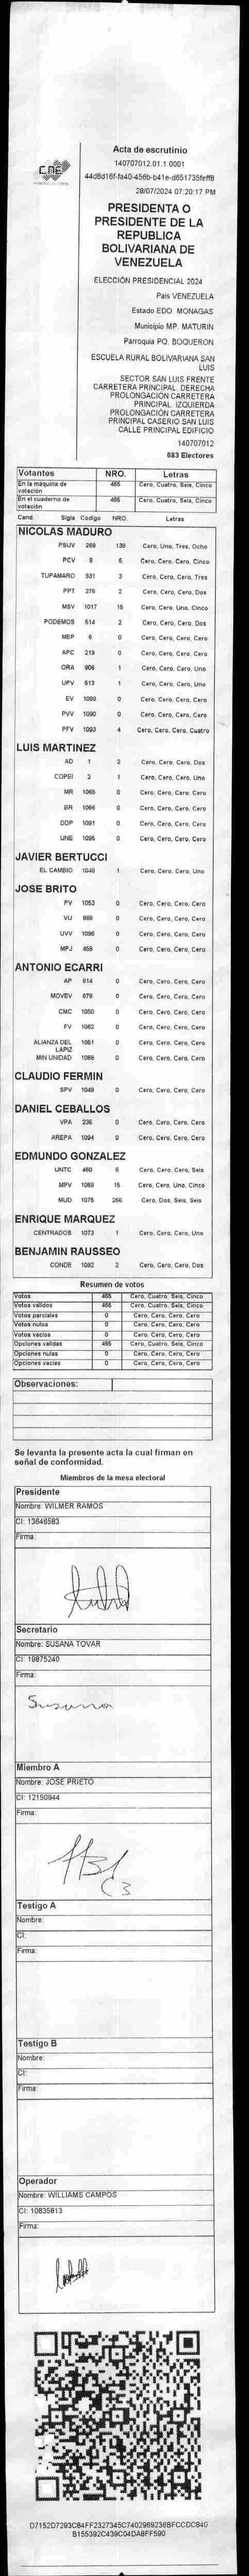 CNE
Acta de escrutinio
140707012.01.1.0001
44d8d16f-fa40-456b-b41e-d651735feff8
28/07/2024 07:20:17 PM
PRESIDENTA O
PRESIDENTE DE LA
REPUBLICA
BOLIVARIANA DE
VENEZUELA
ELECCIÓN PRESIDENCIAL 2024
País VENEZUELA
Estado EDO. MONAGAS
Municipio MP. MATURIN
Parroquia PQ. BOQUERON
ESCUELA RURAL BOLIVARIANA SAN
LUIS
SECTOR SAN LUIS FRENTE
CARRETERA PRINCIPAL. DERECHA
PROLONGACIÓN CARRETERA
PRINCIPAL. IZQUIERDA
PROLONGACIÓN CARRETERA
PRINCIPAL CASERIO SAN LUIS
CALLE PRINCIPAL EDIFICIO
140707012
683 Electores
Votantes NRO. Letras
En la máquina de votación 465 Cero, Cuatro, Seis, Cinco
En el cuaderno de votación 465 Cero, Cuatro, Seis, Cinco
Cand. Sigla Código NRO. Letras
NICOLAS MADURO
PSUV 269 138 Cero, Uno, Tres, Ocho
PCV 9 5 Cero, Cero, Cero, Cinco
TUPAMARO 931 3 Cero, Cero, Cero, Tres
PPT 276 2 Cero, Cero, Cero, Dos
MSV 1017 15 Cero, Cero, Uno, Cinco
PODEMOS 514 2 Cero, Cero, Cero, Dos
MEP 6 0 Cero, Cero, Cero, Cero
APC 219 0 Cero, Cero, Cero, Cero
ORA 906 1 Cero, Cero, Cero, Uno
UPV 613 1 Cero, Cero, Cero, Uno
EV 1089 0 Cero, Cero, Cero, Cero
PVV 1090 0 Cero, Cero, Cero, Cero
PFV 1093 4 Cero, Cero, Cero, Cuatro
LUIS MARTINEZ
AD 1 2 Cero, Cero, Cero, Dos
COPEI 2 1 Cero, Cero, Cero, Uno
MR 1065 0 Cero, Cero, Cero, Cero
BR 1066 0 Cero, Cero, Cero, Cero
DDP 1091 0 Cero, Cero, Cero, Cero
UNE 1095 0 Cero, Cero, Cero, Cero
JAVIER BERTUCCI
EL CAMBIO 1048 1 Cero, Cero, Cero, Uno
JOSE BRITO
PV 1053 0 Cero, Cero, Cero, Cero
VU 868 0 Cero, Cero, Cero, Cero
UVV 1096 0 Cero, Cero, Cero, Cero
MPJ 458 0 Cero, Cero, Cero, Cero
ANTONIO ECARRI
AP 814 0 Cero, Cero, Cero, Cero
MOVEV 878 0 Cero, Cero, Cero, Cero
CMC 1050 0 Cero, Cero, Cero, Cero
FV 1062 0 Cero, Cero, Cero, Cero
ALIANZA DEL LAPIZ 1051 0 Cero, Cero, Cero, Cero
MIN UNIDAD 1088 0 Cero, Cero, Cero, Cero
CLAUDIO FERMIN
SPV 1049 0 Cero, Cero, Cero, Cero
DANIEL CEBALLOS
VPA 236 0 Cero, Cero, Cero, Cero
AREPA 1094 0 Cero, Cero, Cero, Cero
EDMUNDO GONZALEZ
UNTC 460 6 Cero, Cero, Cero, Seis
MPV 1069 15 Cero, Cero, Uno, Cinco
MUD 1075 266 Cero, Dos, Seis, Seis
ENRIQUE MARQUEZ
CENTRADOS 1073 1 Cero, Cero, Cero, Uno
BENJAMIN RAUSSEO
CONDE 1092 2 Cero, Cero, Cero, Dos
Resumen de votos
Votos 465 Cero, Cuatro, Seis, Cinco
Votos validos 465 Cero, Cuatro, Seis, Cinco
Votos parciales 0 Cero, Cero, Cero, Cero
Votos nulos 0 Cero, Cero, Cero, Cero
Votos vacíos 0 Cero, Cero, Cero, Cero
Opciones validas 465 Cero, Cuatro, Seis, Cinco
Opciones nulas 0 Cero, Cero, Cero, Cero
Opciones vacías 0 Cero, Cero, Cero, Cero
Observaciones:
Se levanta la presente acta la cual firman en
señal de conformidad.
Miembros de la mesa electoral
Presidente
Nombre: WILMER RAMOS
CI: 13646583
Firma:
Secretario
Nombre: SUSANA TOVAR
CI: 19875240
Firma:
Susana
Miembro A
Nombre: JOSE PRIETO
CI: 12150944
Firma:
Testigo A
Nombre:
CI:
Firma:
Testigo B
Nombre:
CI:
Firma:
Operador
Nombre: WILLIAMS CAMPOS
CI: 10835813
Firma:
D7152D7293C84FF2327345C7402969236BFCCDC840
B155392C439C04DA8FF590